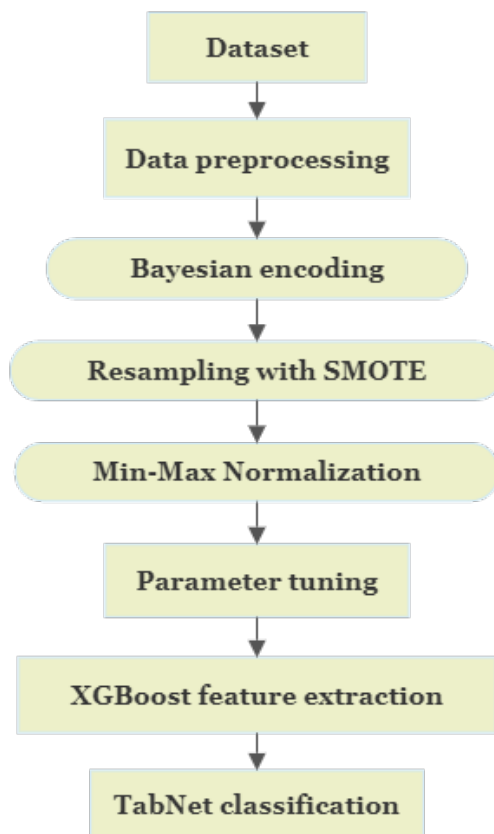 Dataset
Data preprocessing
Bayesian encoding
Resampling with SMOTE
Min-Max Normalization
Parameter tuning
XGBoost feature extraction
TabNet classification